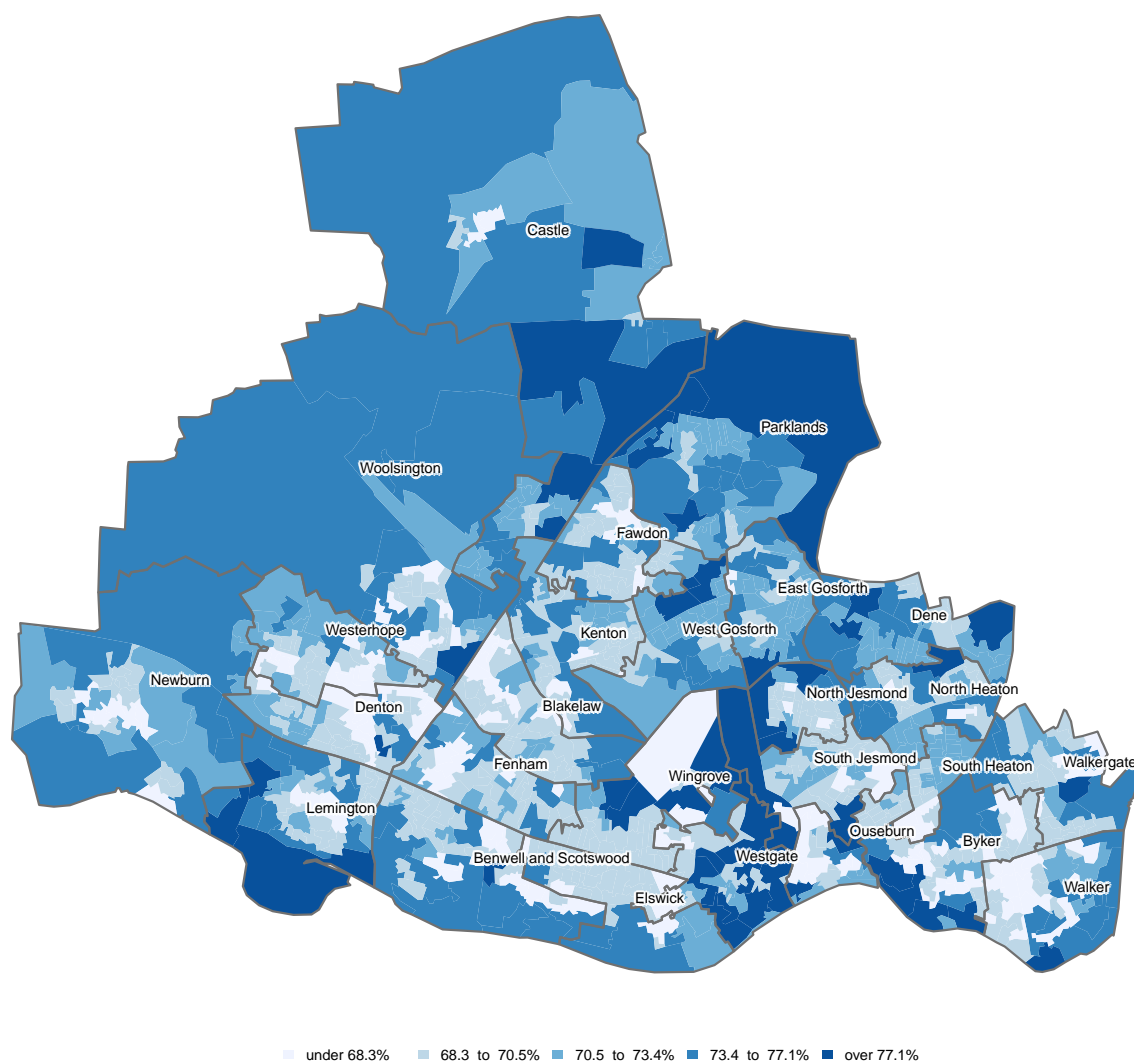 Castle
Parklands
Woolsington
Fawdon
East Gosforth
Dene
Westerhope
Kenton
West Gosforth
Newburn
North Jesmond
North Heaton
Denton
Blakelaw
Fenham
Wingrove
South Jesmond
South Heaton
Walkergate
Lemington
Ouseburn
Byker
Benwell and Scotswood
Westgate
Elswick
Walker
under 68.3% 68.3 to 70.5% 70.5 to 73.4% 73.4 to 77.1% over 77.1%